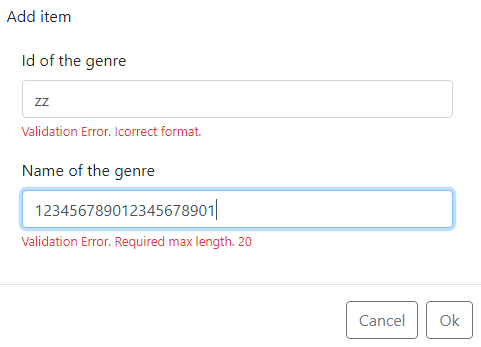 Add item
Id of the genre
zz
Validation Error. Icorrect format.
Name of the genre
123456789012345678901
Validation Error. Required max length. 20
Cancel
Ok